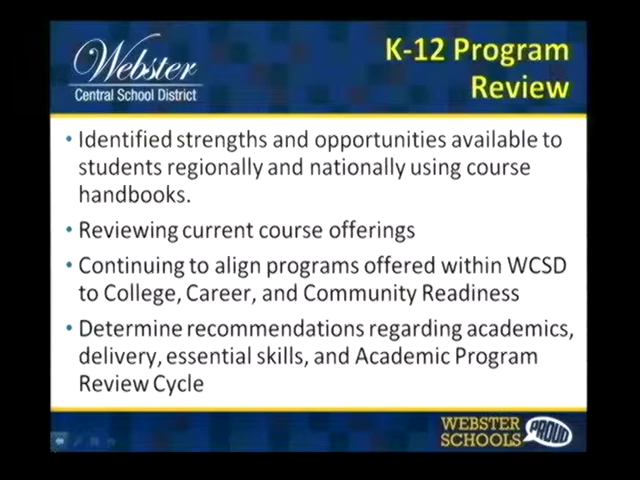 Webster
Central School District
K-12 Program
Review
• Identified strengths and opportunities available to
students regionally and nationally using course
handbooks.
• Reviewing current course offerings
• Continuing to align programs offered within WCSD
to College, Career, and Community Readiness
• Determine recommendations regarding academics,
delivery, essential skills, and Academic Program
Review Cycle
WEBSTER
SCHOOLS PROUD